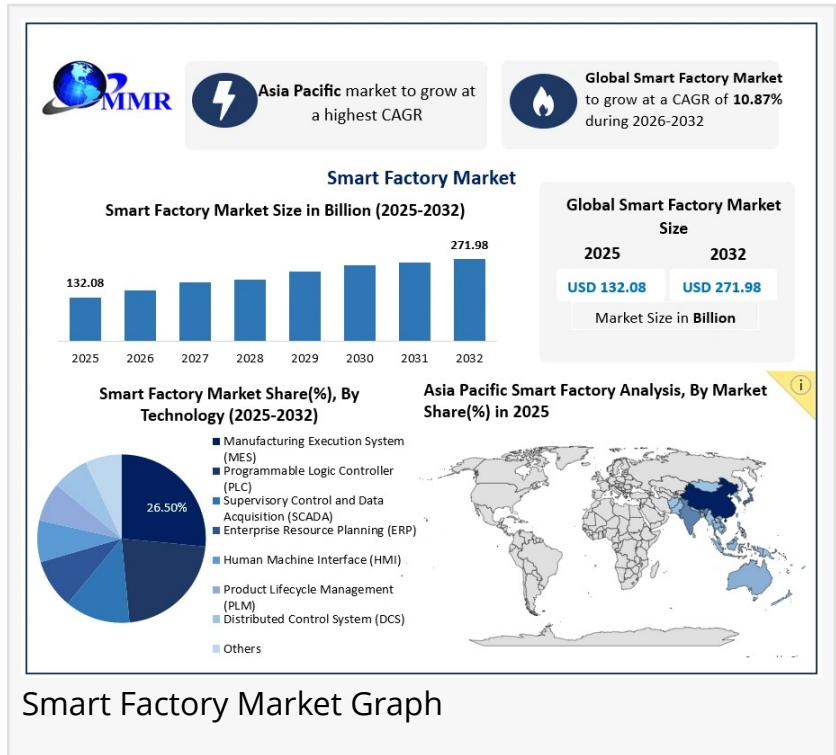 MMR
Asia Pacific market to grow at
a highest CAGR
Global Smart Factory Market
to grow at a CAGR of 10.87%
during 2026-2032
Smart Factory Market
Smart Factory Market Size in Billion (2025-2032)
132.08
271.98
2025 2026 2027 2028 2029 2030 2031 2032
Global Smart Factory Market
Size
2025 2032
USD 132.08 USD 271.98
Market Size in Billion
Smart Factory Market Share(%), By
Technology (2025-2032)
26.50%
Manufacturing Execution System
(MES)
Programmable Logic Controller
(PLC)
Supervisory Control and Data
Acquisition (SCADA)
Enterprise Resource Planning (ERP)
Human Machine Interface (HMI)
Product Lifecycle Management
(PLM)
Distributed Control System (DCS)
Others
Asia Pacific Smart Factory Analysis, By Market
Share(%) in 2025
i
Smart Factory Market Graph